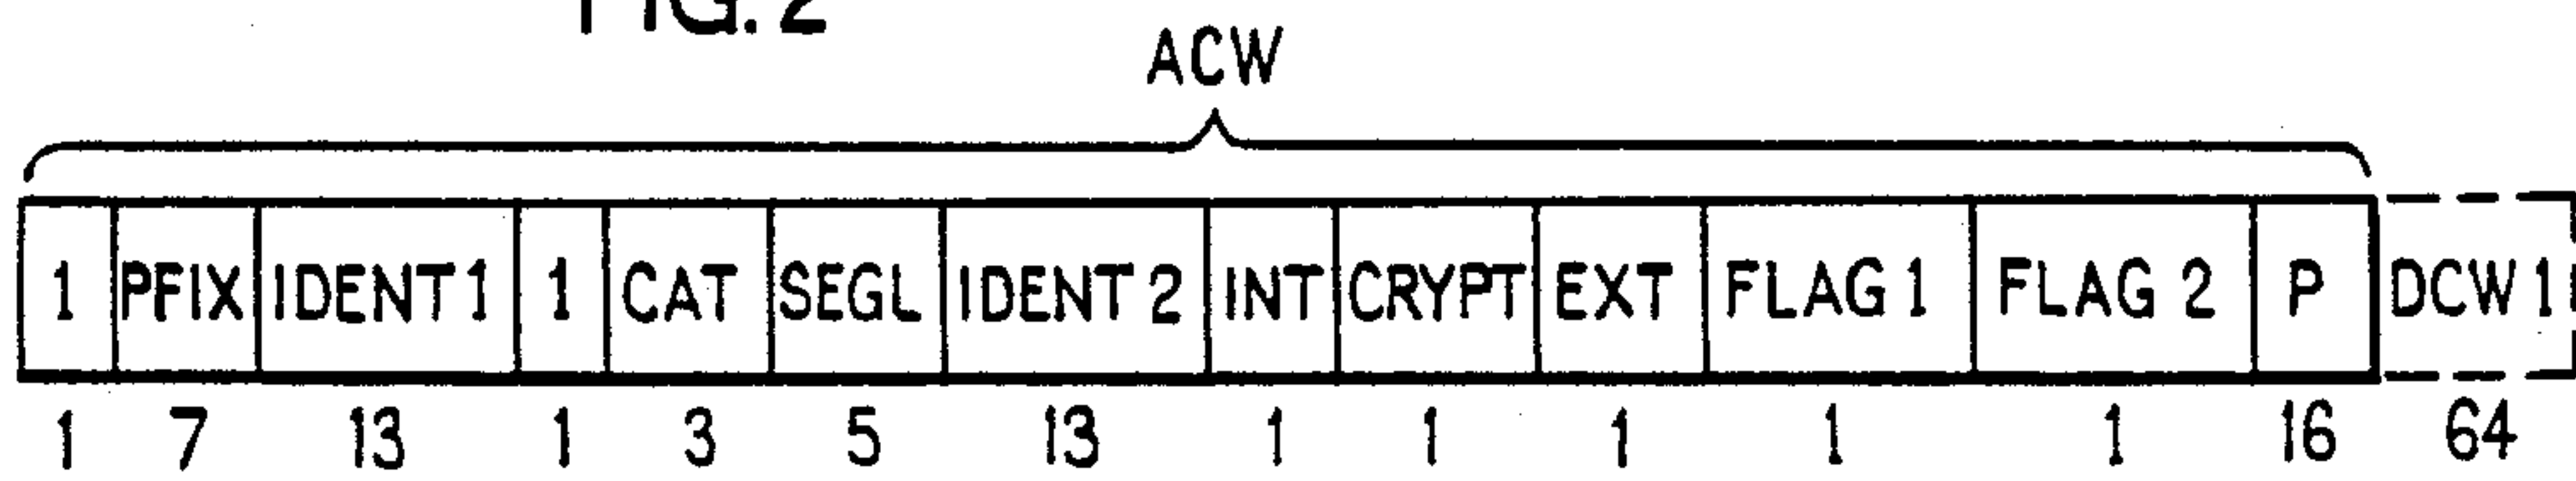 FIG. 2
ACW
1 PFIX IDENT 1 1 CAT SEGL IDENT 2 INT CRYPT EXT FLAG 1 FLAG 2 P DCW 1
1 7 13 1 3 5 13 1 1 1 1 1 16 64